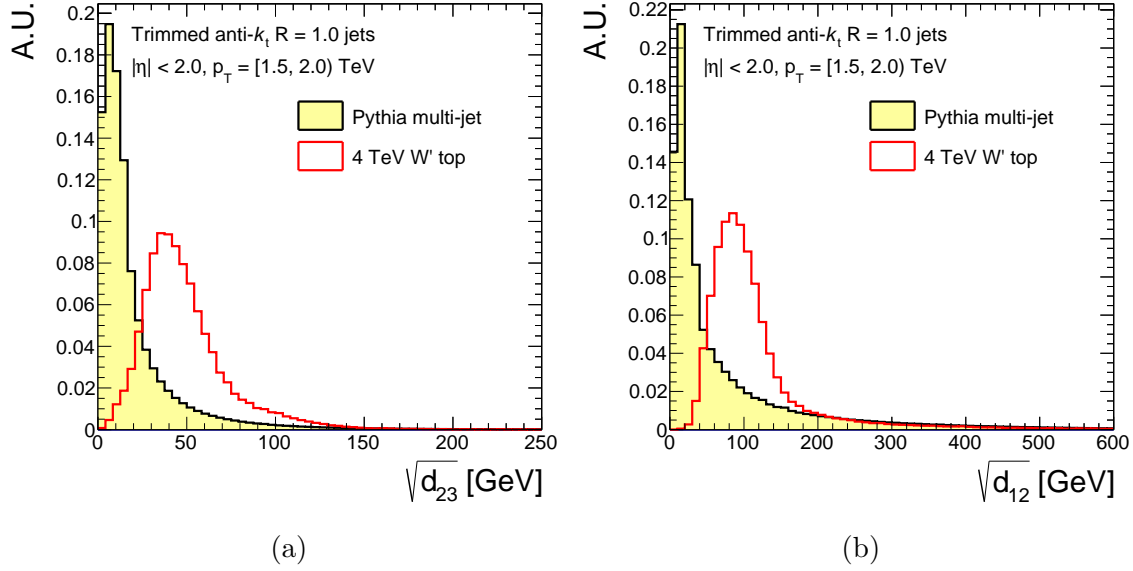 A.U.
Trimmed anti-kₜ R = 1.0 jets
|η| < 2.0, p_T = [1.5, 2.0) TeV
Pythia multi-jet
4 TeV W' top
0.2
0.18
0.16
0.14
0.12
0.1
0.08
0.06
0.04
0.02
0
0 50 100 150 200 250
√d₂₃ [GeV]
(a)
A.U.
Trimmed anti-kₜ R = 1.0 jets
|η| < 2.0, p_T = [1.5, 2.0) TeV
Pythia multi-jet
4 TeV W' top
0.22
0.2
0.18
0.16
0.14
0.12
0.1
0.08
0.06
0.04
0.02
0
0 100 200 300 400 500 600
√d₁₂ [GeV]
(b)